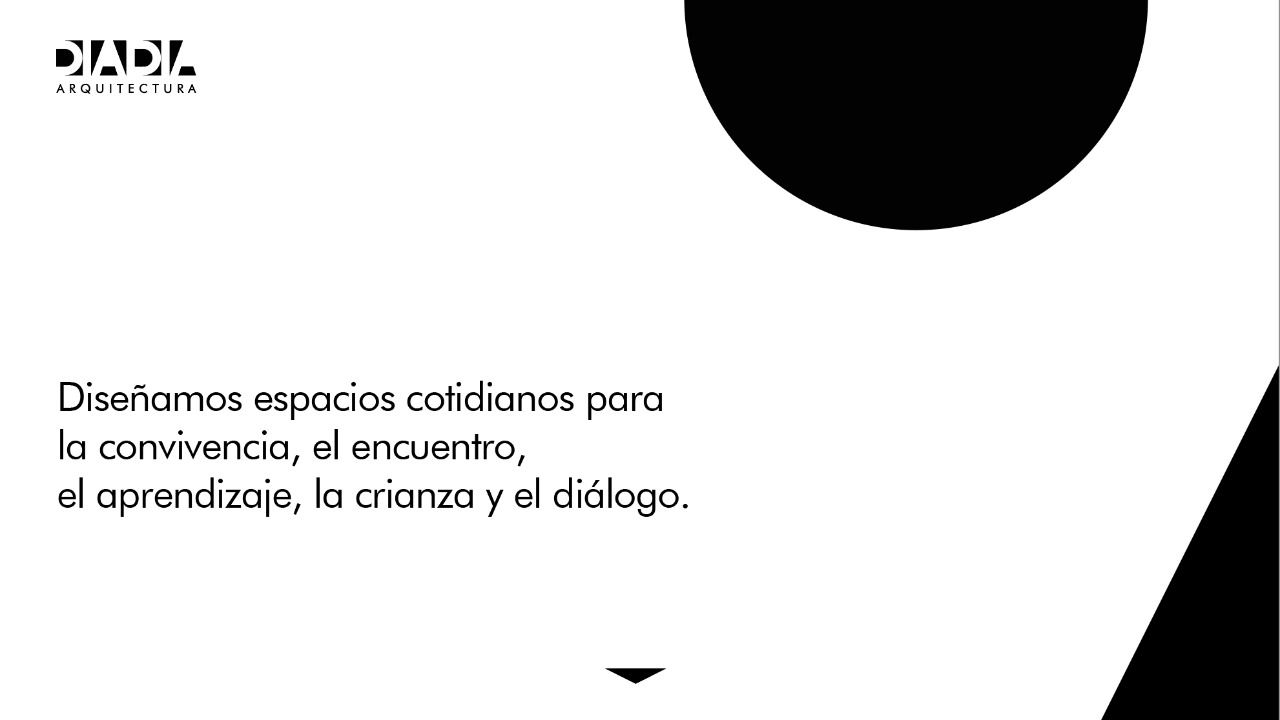 DIADIA
ARQUITECTURA
Diseñamos espacios cotidianos para
la convivencia, el encuentro,
el aprendizaje, la crianza y el diálogo.